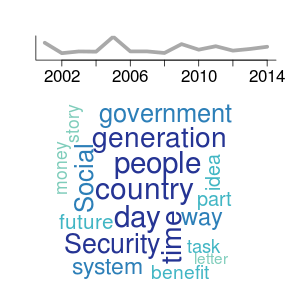 2002 2006 2010 2014
government
story
generation
money
Social
people
idea
country
part
future
day
time
way
Security
task
letter
system
benefit